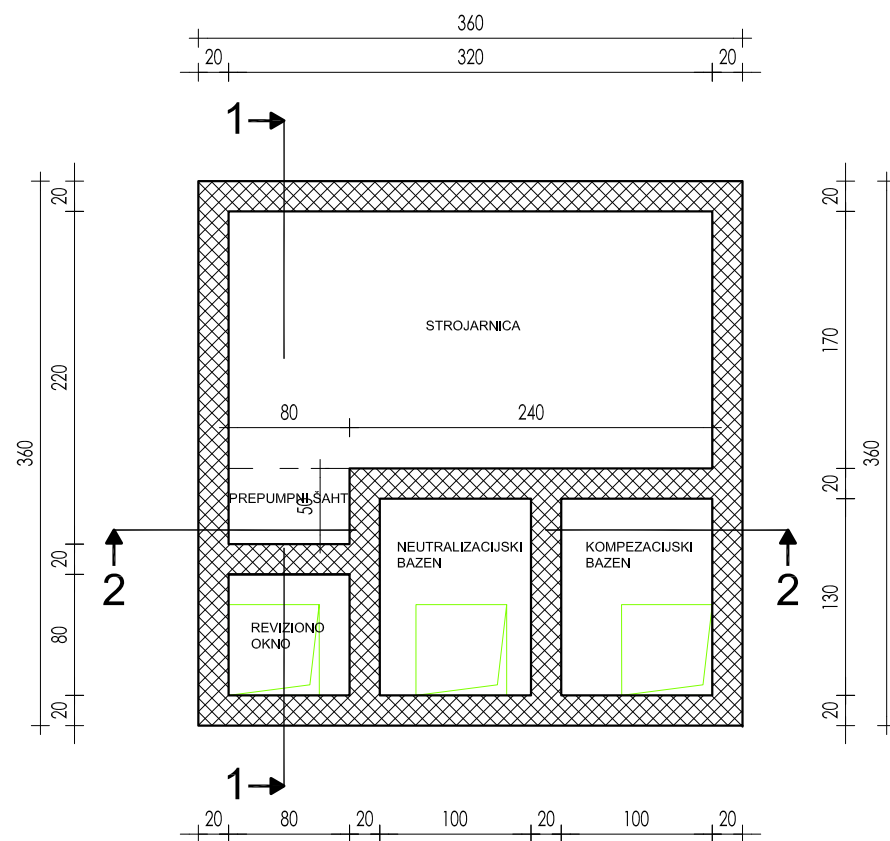 360
20 320 20
1
20
220
20
80
20
360
20
170
20
130
20
360
STROJARNICA
80 240
PREPUMPNI ŠAHT
50
NEUTRALIZACIJSKI
BAZEN
KOMPEZACIJSKI
BAZEN
2
2
REVIZIONO
OKNO
1
20 80 20 100 20 100 20